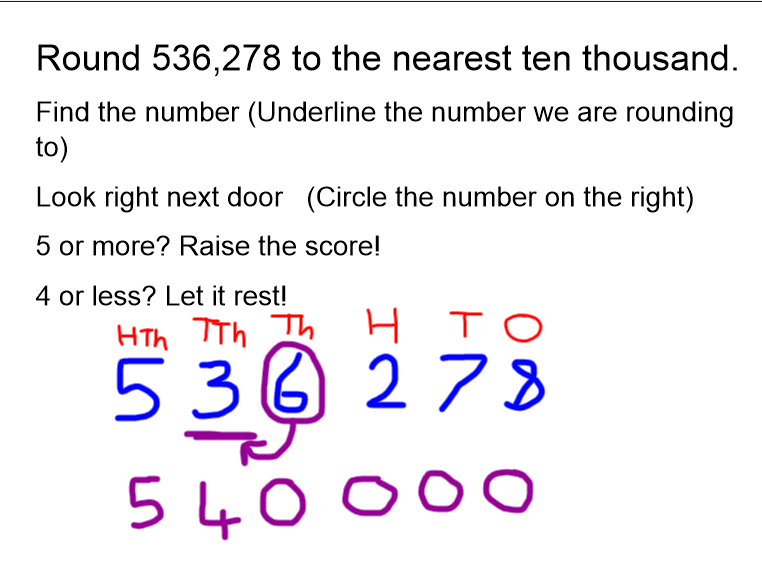 Round 536,278 to the nearest ten thousand.
Find the number (Underline the number we are rounding
to)
Look right next door (Circle the number on the right)
5 or more? Raise the score!
4 or less? Let it rest!
HTh TTh Th H T O
5 3 6 2 7 8
5 4 0 0 0 0